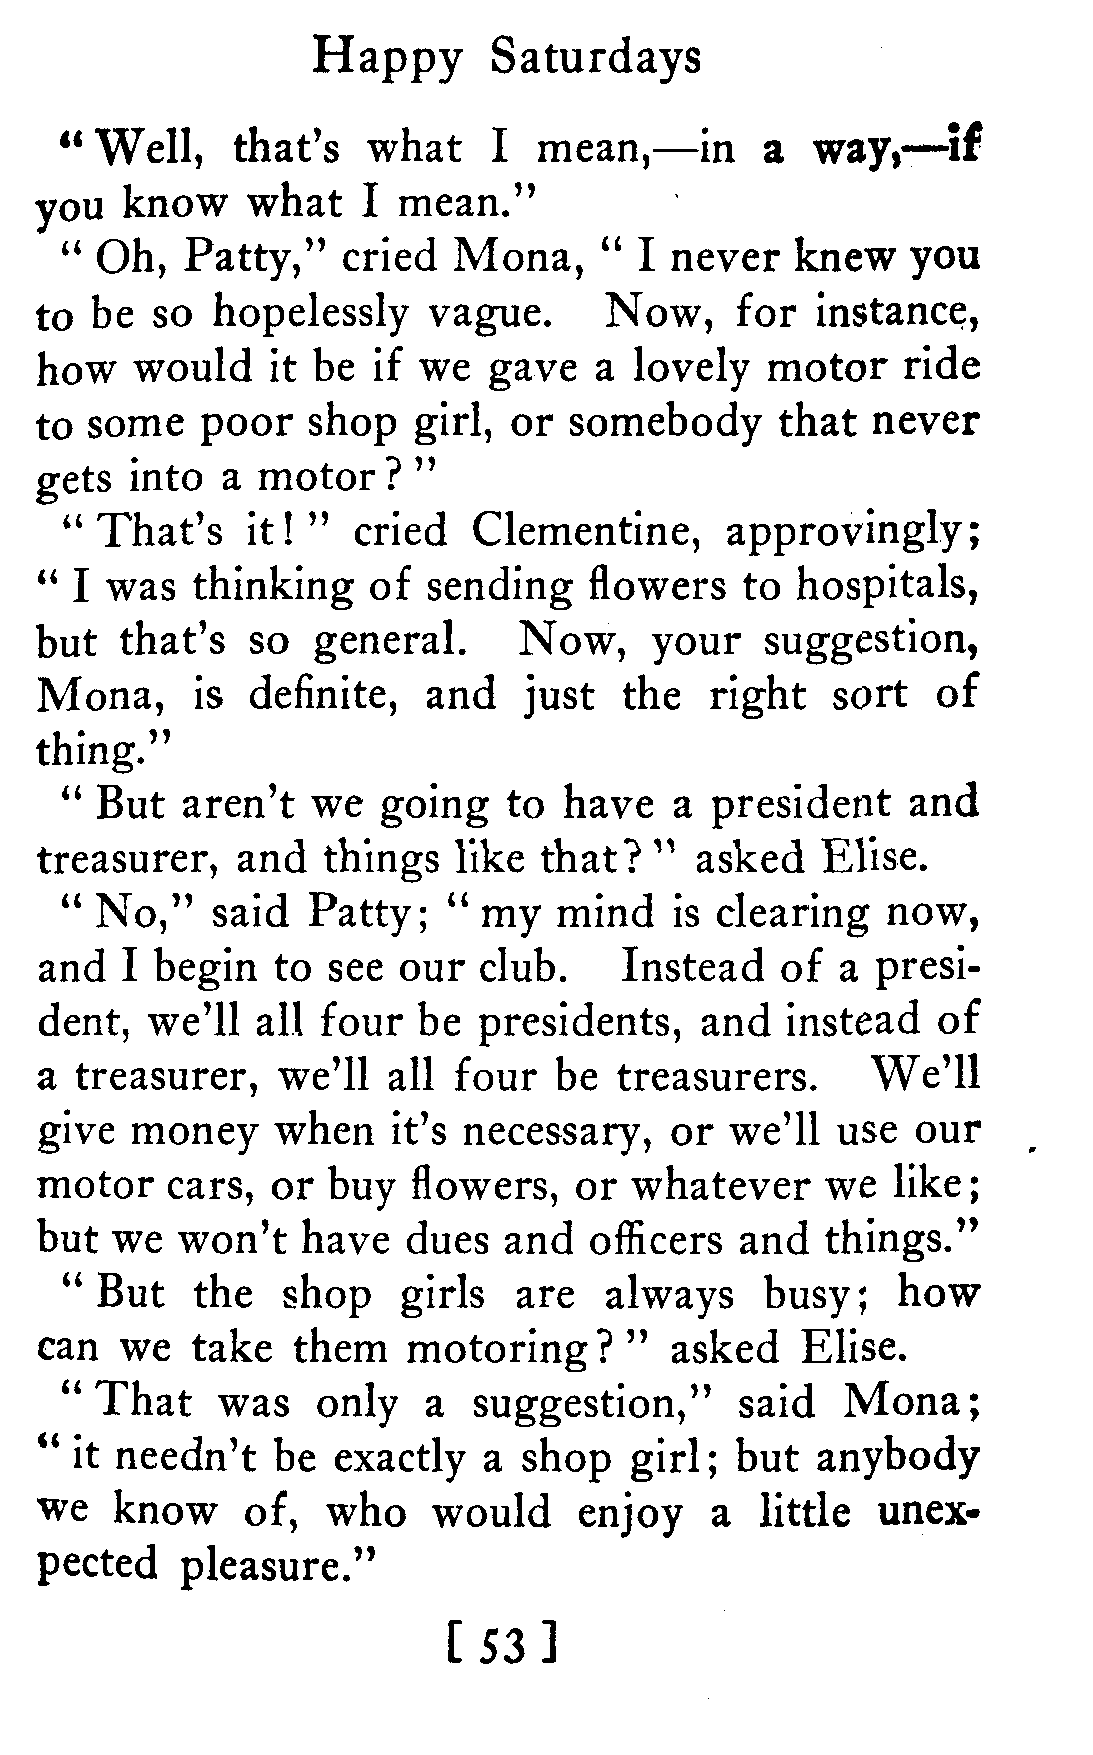 Happy Saturdays
“Well, that's what I mean,—in a way,—if
you know what I mean.”
“Oh, Patty,” cried Mona, “I never knew you
to be so hopelessly vague. Now, for instance,
how would it be if we gave a lovely motor ride
to some poor shop girl, or somebody that never
gets into a motor?”
“That's it!” cried Clementine, approvingly;
“I was thinking of sending flowers to hospitals,
but that's so general. Now, your suggestion,
Mona, is definite, and just the right sort of
thing.”
“But aren't we going to have a president and
treasurer, and things like that?” asked Elise.
“No,” said Patty; “my mind is clearing now,
and I begin to see our club. Instead of a presi-
dent, we'll all four be presidents, and instead of
a treasurer, we'll all four be treasurers. We'll
give money when it's necessary, or we'll use our
motor cars, or buy flowers, or whatever we like;
but we won't have dues and officers and things.”
“But the shop girls are always busy; how
can we take them motoring?” asked Elise.
“That was only a suggestion,” said Mona;
“it needn't be exactly a shop girl; but anybody
we know of, who would enjoy a little unex-
pected pleasure.”
[ 53 ]